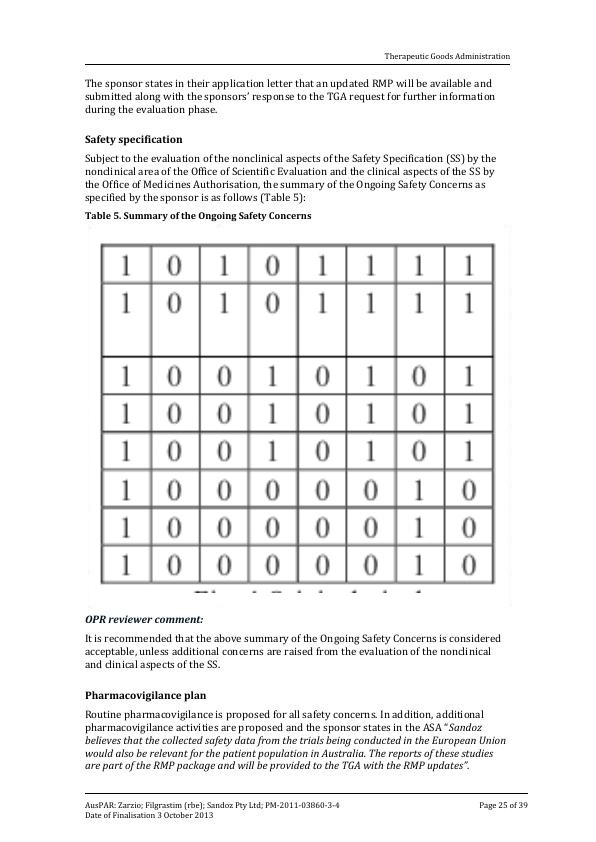 Therapeutic Goods Administration
The sponsor states in their application letter that an updated RMP will be available and
submitted along with the sponsors' response to the TGA request for further information
during the evaluation phase.
Safety specification
Subject to the evaluation of the nonclinical aspects of the Safety Specification (SS) by the
nonclinical area of the Office of Scientific Evaluation and the clinical aspects of the SS by
the Office of Medicines Authorisation, the summary of the Ongoing Safety Concerns as
specified by the sponsor is as follows (Table 5):
Table 5. Summary of the Ongoing Safety Concerns
1 0 1 0 1 1 1 1
1 0 1 0 1 1 1 1
1 0 0 1 0 1 0 1
1 0 0 1 0 1 0 1
1 0 0 1 0 1 0 1
1 0 0 0 0 0 1 0
1 0 0 0 0 0 1 0
1 0 0 0 0 0 1 0
OPR reviewer comment:
It is recommended that the above summary of the Ongoing Safety Concerns is considered
acceptable, unless additional concerns are raised from the evaluation of the nonclinical
and clinical aspects of the SS.
Pharmacovigilance plan
Routine pharmacovigilance is proposed for all safety concerns. In addition, additional
pharmacovigilance activities are proposed and the sponsor states in the ASA "Sandoz
believes that the collected safety data from the trials being conducted in the European Union
would also be relevant for the patient population in Australia. The reports of these studies
are part of the RMP package and will be provided to the TGA with the RMP updates".
AusPAR: Zarzio; Filgrastim (rbe); Sandoz Pty Ltd; PM-2011-03860-3-4 Page 25 of 39
Date of Finalisation 3 October 2013